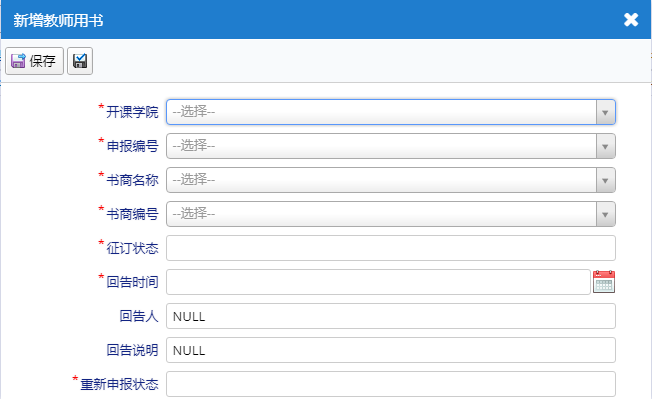 新增教师用书
保存
*开课学院 --选择--
*申报编号 --选择--
*书商名称 --选择--
*书商编号 --选择--
*征订状态
*回告时间
回告人 NULL
回告说明 NULL
*重新申报状态